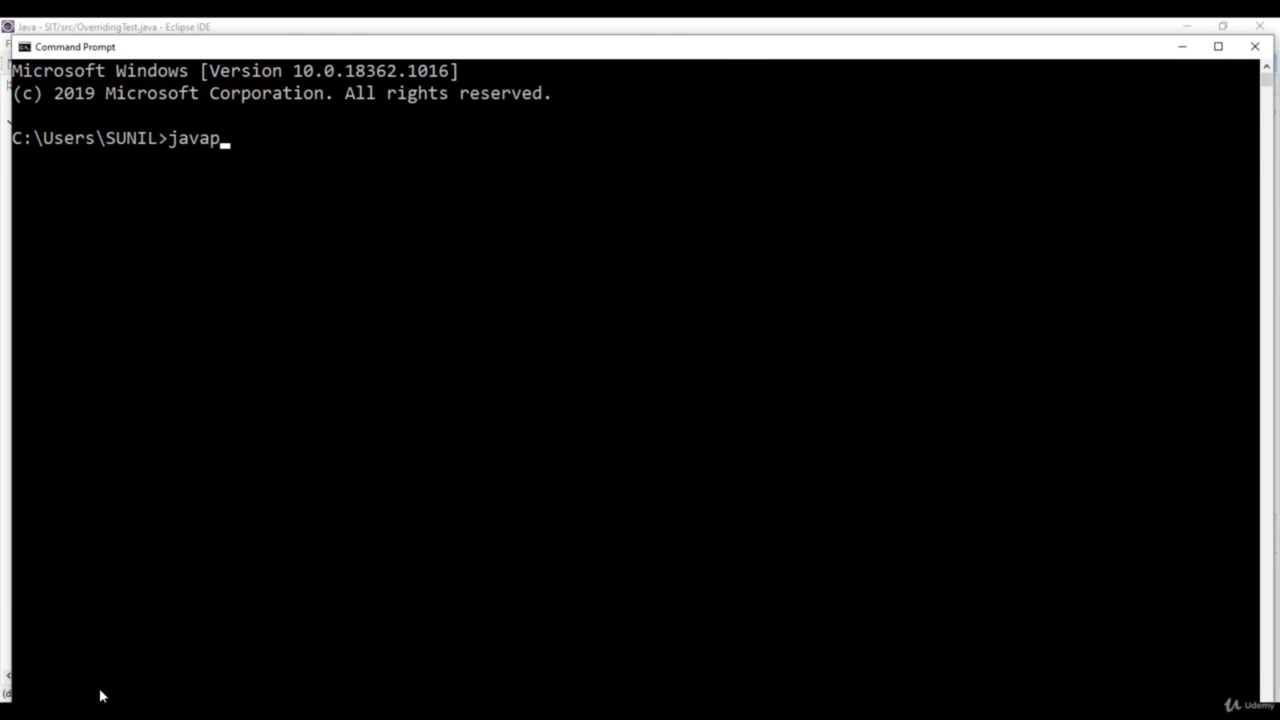 Java - SIT/src/OverridingTest.java - Eclipse IDE
Command Prompt
Microsoft Windows [Version 10.0.18362.1016]
(c) 2019 Microsoft Corporation. All rights reserved.
C:\Users\SUNIL>javap
Udemy